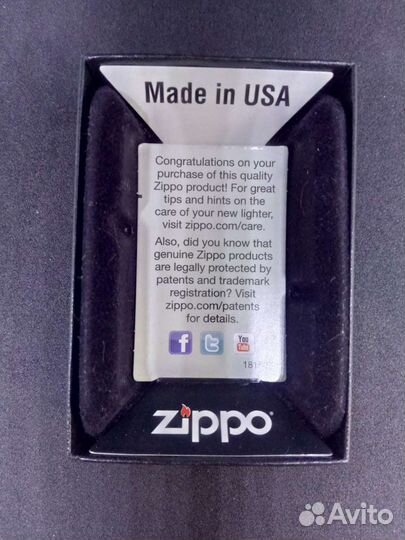 Made in USA
Congratulations on your
purchase of this quality
Zippo product! For great
tips and hints on the
care of your new lighter,
visit zippo.com/care.
Also, did you know that
genuine Zippo products
are legally protected by
patents and trademark
registration? Visit
zippo.com/patents
for details.
f t You Tube
zippo
Avito